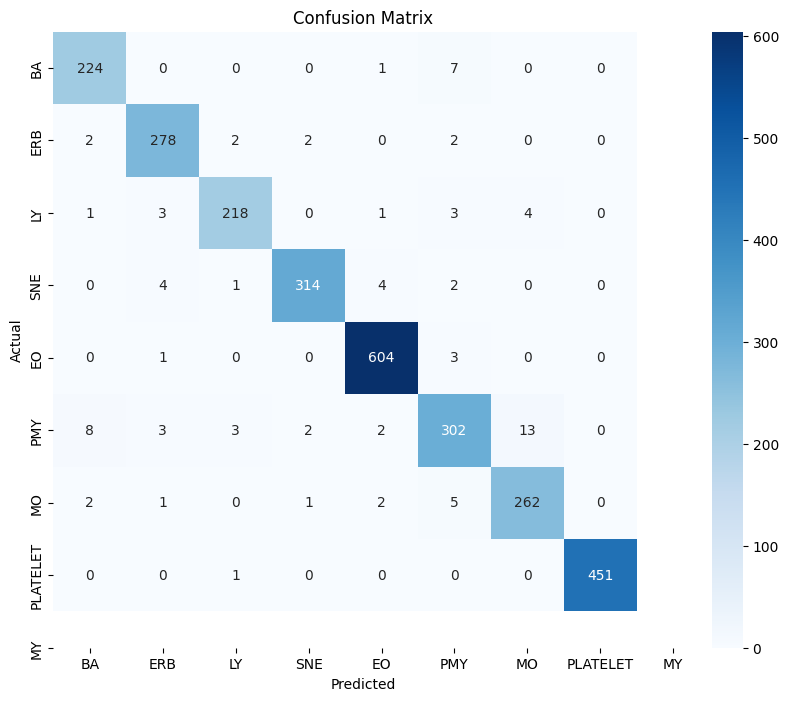 Confusion Matrix
BA 224 0 0 0 1 7 0 0
ERB 2 278 2 2 0 2 0 0
LY 1 3 218 0 1 3 4 0
SNE 0 4 1 314 4 2 0 0
EO 0 1 0 0 604 3 0 0
PMY 8 3 3 2 2 302 13 0
MO 2 1 0 1 2 5 262 0
PLATELET 0 0 1 0 0 0 0 451
MY
BA ERB LY SNE EO PMY MO PLATELET MY
Predicted
Actual
600
500
400
300
200
100
0